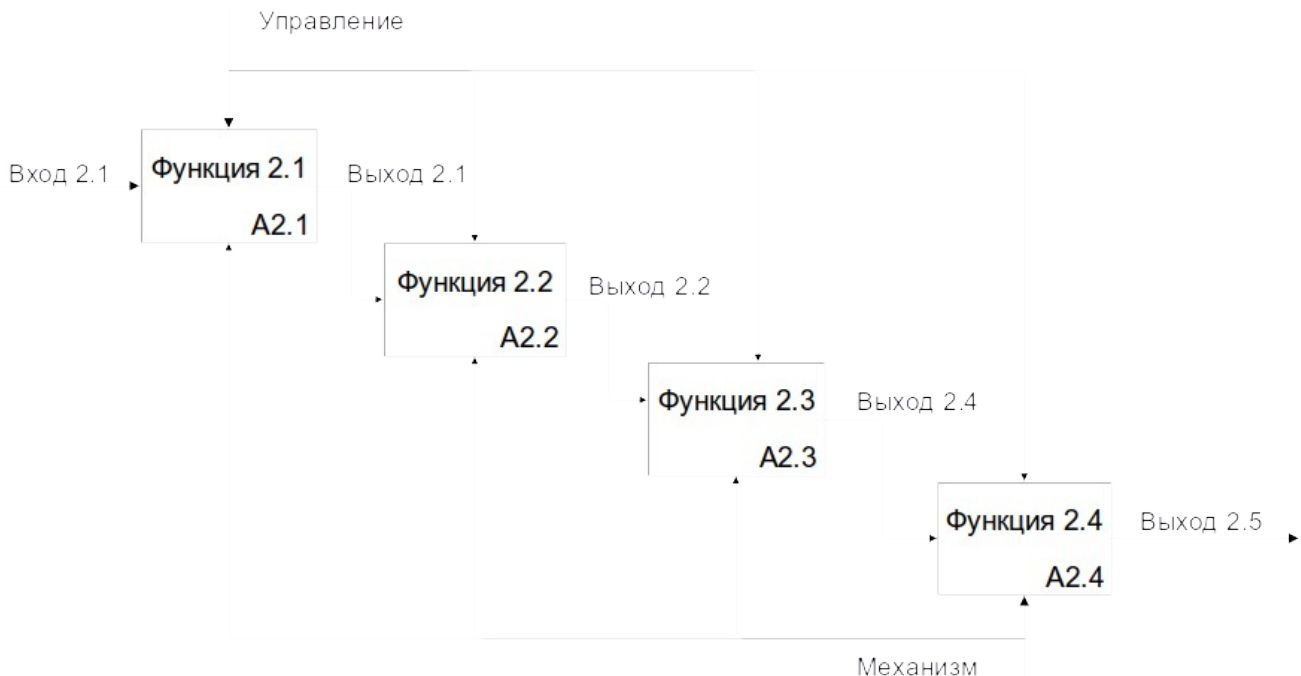 Управление
Вход 2.1
Функция 2.1
А2.1
Выход 2.1
Функция 2.2
А2.2
Выход 2.2
Функция 2.3
А2.3
Выход 2.4
Функция 2.4
А2.4
Выход 2.5
Механизм